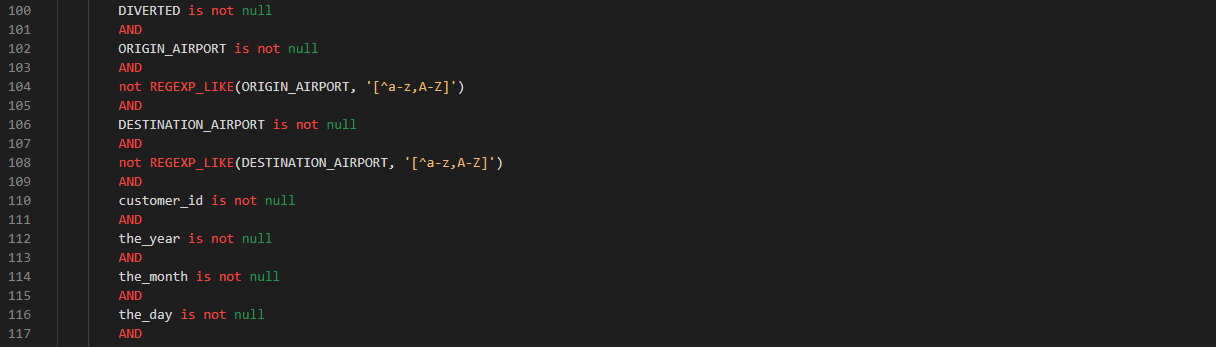 100 DIVERTED is not null
101 AND
102 ORIGIN_AIRPORT is not null
103 AND
104 not REGEXP_LIKE(ORIGIN_AIRPORT, '[^a-z,A-Z]')
105 AND
106 DESTINATION_AIRPORT is not null
107 AND
108 not REGEXP_LIKE(DESTINATION_AIRPORT, '[^a-z,A-Z]')
109 AND
110 customer_id is not null
111 AND
112 the_year is not null
113 AND
114 the_month is not null
115 AND
116 the_day is not null
117 AND